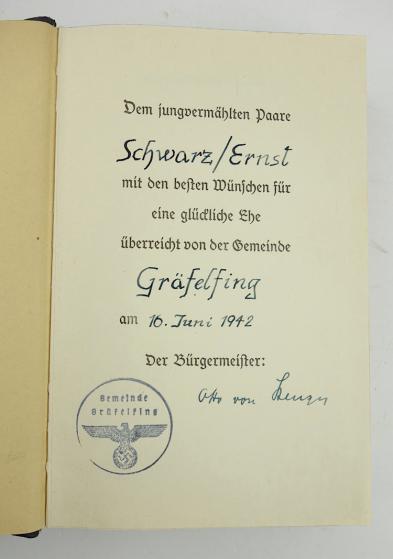 Dem jungvermählten Paare
Schwarz/Ernst
mit den besten Wünschen für
eine glückliche Ehe
überreicht von der Gemeinde
Gräfelfing
am 16. Juni 1942
Der Bürgermeister:
Otto von
Gemeinde
Gräfelfing